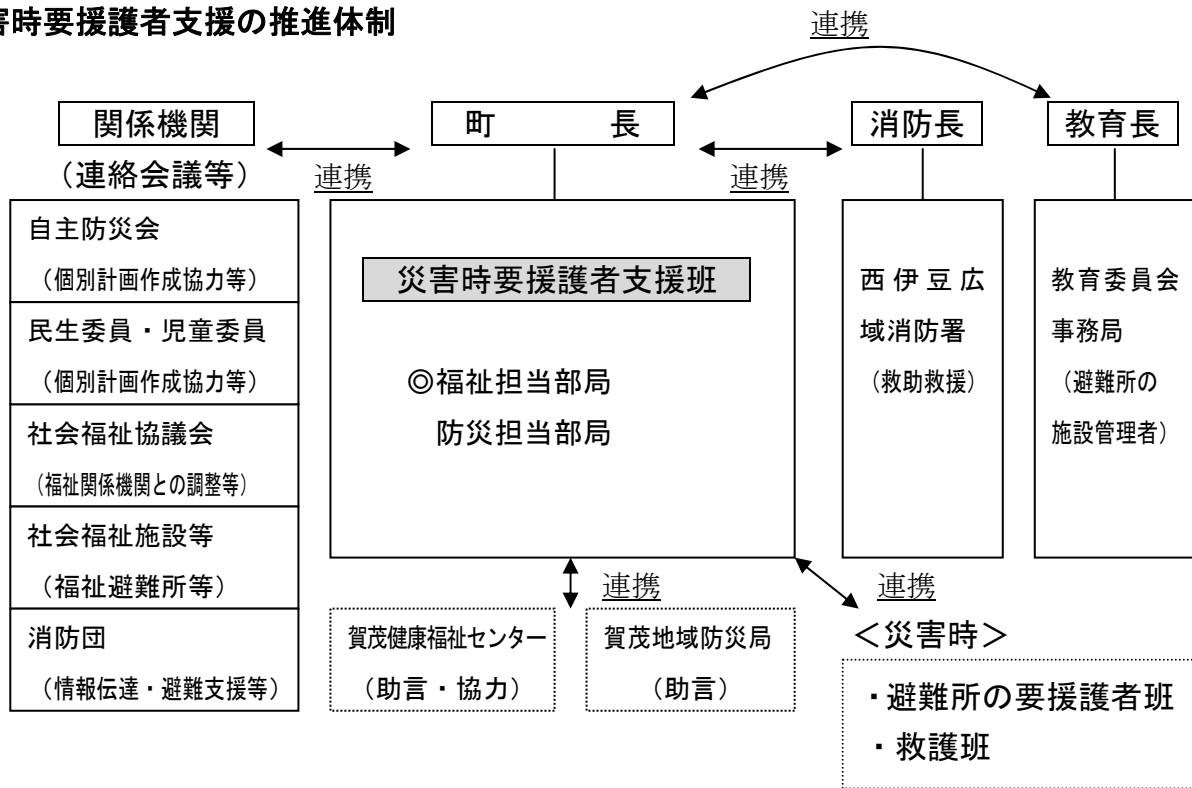 害時要援護者支援の推進体制
連携
関係機関
町　　　長
消防長
教育長
（連絡会議等）
連携
連携
自主防災会
（個別計画作成協力等）
民生委員・児童委員
（個別計画作成協力等）
社会福祉協議会
（福祉関係機関との調整等）
社会福祉施設等
（福祉避難所等）
消防団
（情報伝達・避難支援等）
災害時要援護者支援班
◎福祉担当部局
防災担当部局
西伊豆広
域消防署
（救助救援）
教育委員会
事務局
（避難所の
施設管理者）
連携
連携
賀茂健康福祉センター
（助言・協力）
賀茂地域防災局
（助言）
＜災害時＞
・避難所の要援護者班
・救護班